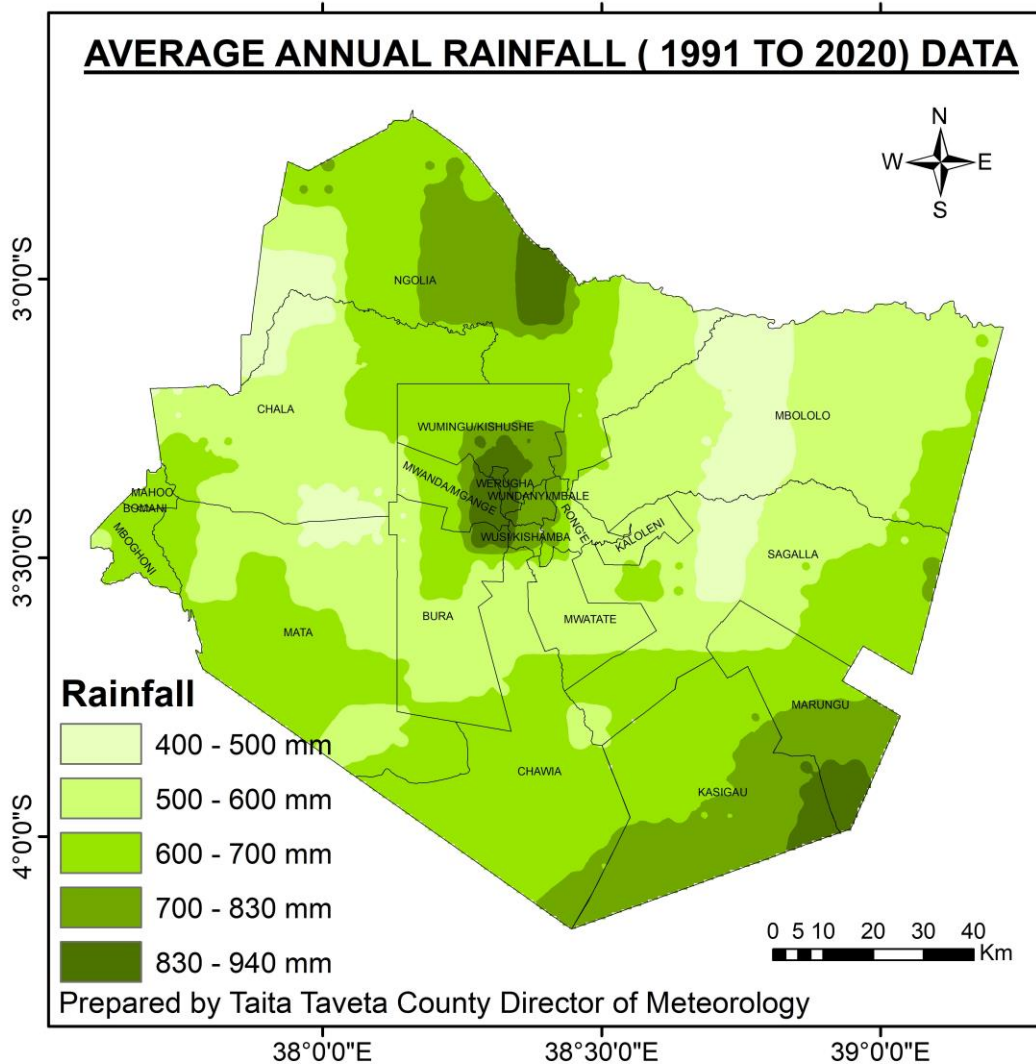 AVERAGE ANNUAL RAINFALL ( 1991 TO 2020) DATA
N
W E
S
3°0'0"S
3°30'0"S
4°0'0"S
NGOLIA
CHALA
MBOLOLO
WUMINGU/KISHUSHE
MWANDA/MGANGE
WERUGHA
WUNDANYI/MBALE
MAHOO
BOMANI
MBOGHONI
RONG'E
KALOLENI
WUSI/KISHAMBA
SAGALLA
BURA
MWATATE
MATA
MARUNGU
CHAWIA
KASIGAU
Rainfall
400 - 500 mm
500 - 600 mm
600 - 700 mm
700 - 830 mm
830 - 940 mm
0 5 10 20 30 40
Km
Prepared by Taita Taveta County Director of Meteorology
38°0'0"E 38°30'0"E 39°0'0"E